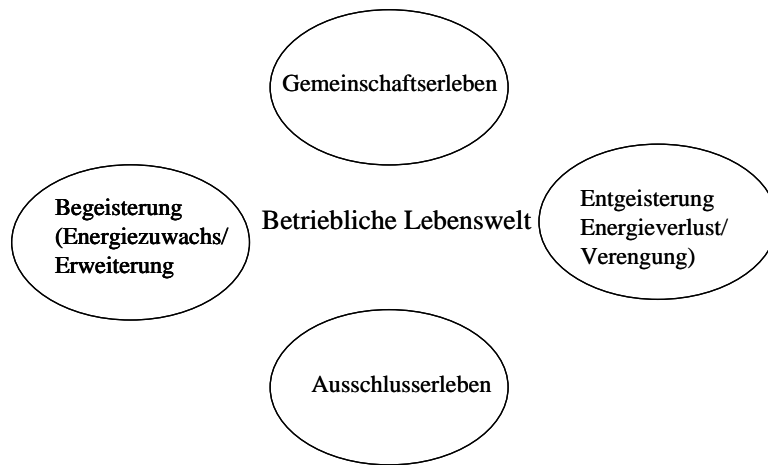 Gemeinschaftserleben
Begeisterung
(Energiezuwachs/
Erweiterung
Betriebliche Lebenswelt
Entgeisterung
Energieverlust/
Verengung)
Ausschlusserleben